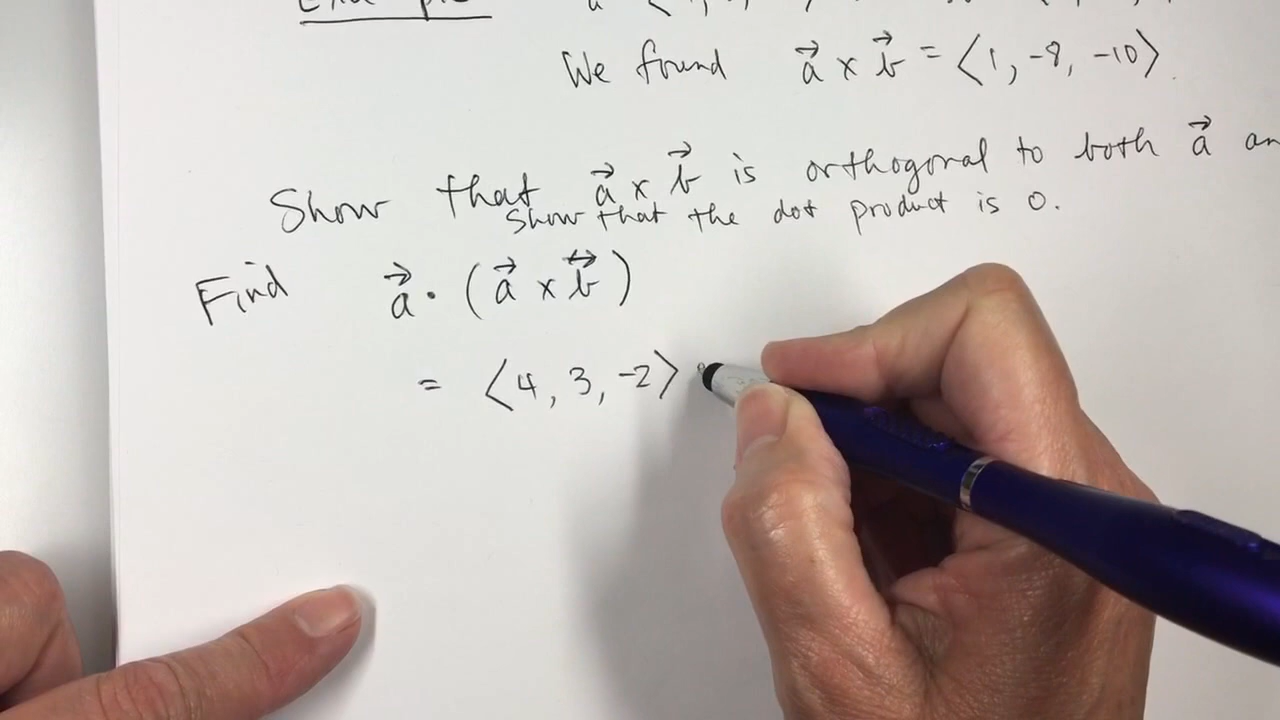 We found a⃗ × b⃗ = ⟨1, -8, -10⟩
Show that a⃗ × b⃗ is orthogonal to both a⃗
Show that the dot product is 0.
Find a⃗ · (a⃗ × b⃗)
= ⟨4, 3, -2⟩